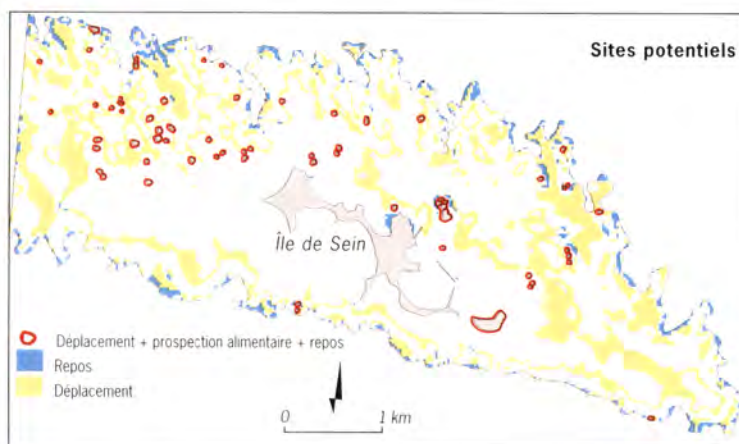 Sites potentiels
Île de Sein
Déplacement + prospection alimentaire + repos
Repos
Déplacement
0 1 km